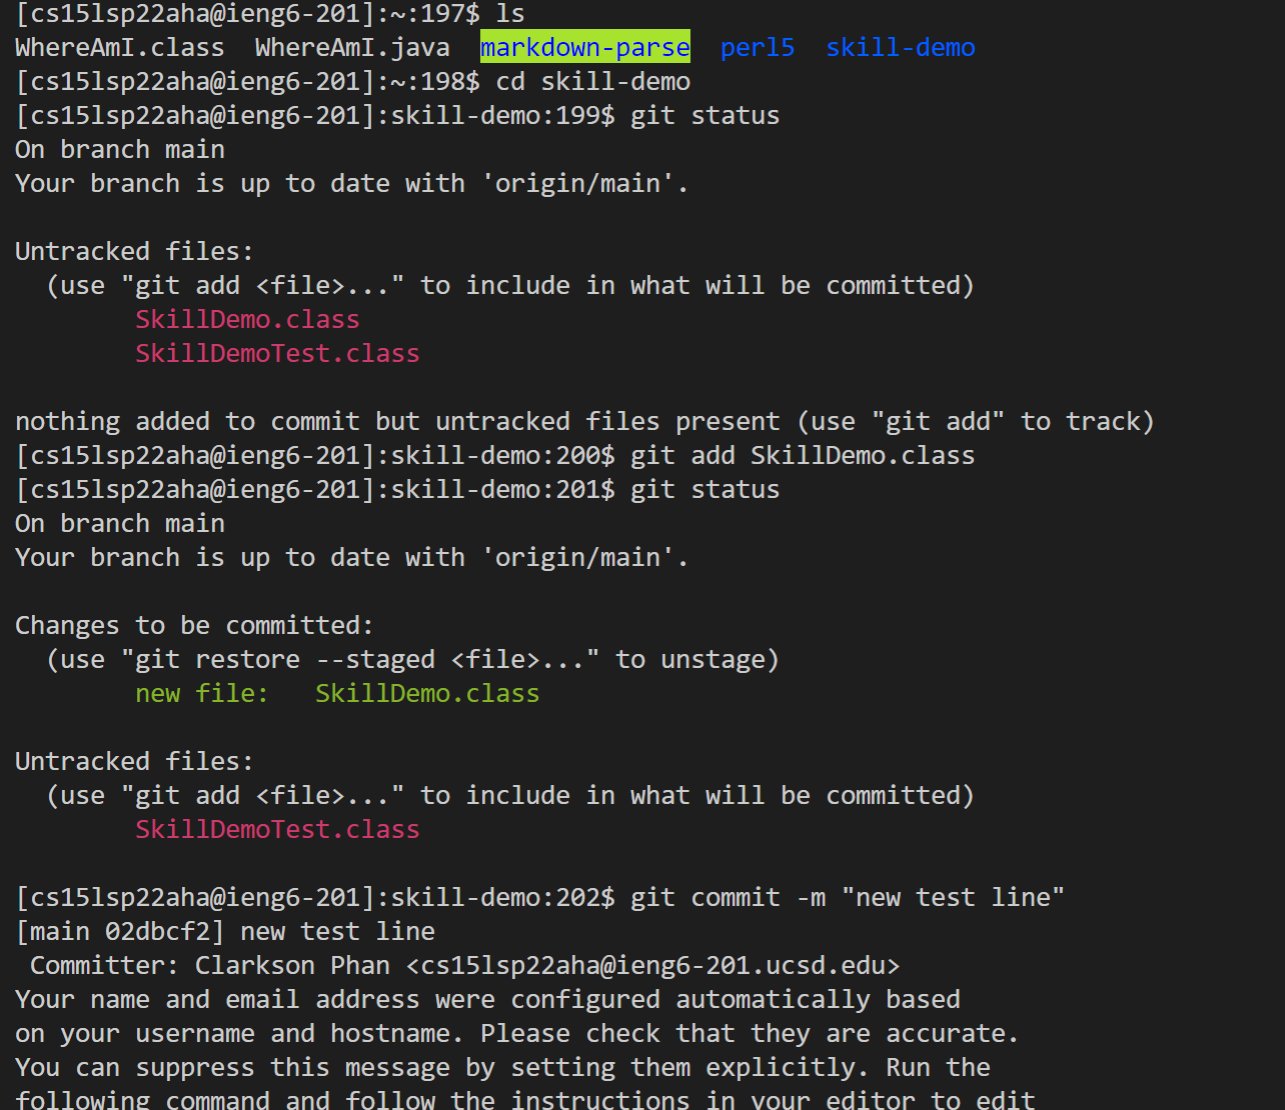 [cs15lsp22aha@ieng6-201]:~:197$ ls
WhereAmI.class  WhereAmI.java  markdown-parse  perl5  skill-demo
[cs15lsp22aha@ieng6-201]:~:198$ cd skill-demo
[cs15lsp22aha@ieng6-201]:skill-demo:199$ git status
On branch main
Your branch is up to date with 'origin/main'.
Untracked files:
  (use "git add <file>..." to include in what will be committed)
        SkillDemo.class
        SkillDemoTest.class
nothing added to commit but untracked files present (use "git add" to track)
[cs15lsp22aha@ieng6-201]:skill-demo:200$ git add SkillDemo.class
[cs15lsp22aha@ieng6-201]:skill-demo:201$ git status
On branch main
Your branch is up to date with 'origin/main'.
Changes to be committed:
  (use "git restore --staged <file>..." to unstage)
        new file:   SkillDemo.class
Untracked files:
  (use "git add <file>..." to include in what will be committed)
        SkillDemoTest.class
[cs15lsp22aha@ieng6-201]:skill-demo:202$ git commit -m "new test line"
[main 02dbcf2] new test line
 Committer: Clarkson Phan <cs15lsp22aha@ieng6-201.ucsd.edu>
Your name and email address were configured automatically based
on your username and hostname. Please check that they are accurate.
You can suppress this message by setting them explicitly. Run the
following command and follow the instructions in your editor to edit